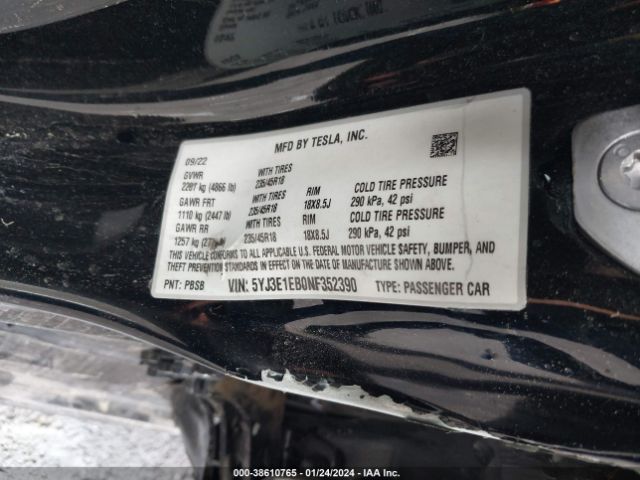 MFD BY TESLA, INC.
09/22
GVWR WITH TIRES
2207 kg (4866 lb) 235/45R18 RIM COLD TIRE PRESSURE
GAWR FRT WITH TIRES 18X8.5J 290 kPa, 42 psi
1110 kg (2447 lb) 235/45R18 RIM COLD TIRE PRESSURE
GAWR RR WITH TIRES 18X8.5J 290 kPa, 42 psi
1257 kg 235/45R18
THIS VEHICLE CONFORMS TO ALL APPLICABLE U.S. FEDERAL MOTOR VEHICLE SAFETY, BUMPER, AND
THEFT PREVENTION STANDARDS IN EFFECT ON THE DATE OF MANUFACTURE SHOWN ABOVE.
PNT: PBSB VIN: 5YJ3E1EB0NF352390 TYPE: PASSENGER CAR
000-38610765 - 01/24/2024 - IAA Inc.